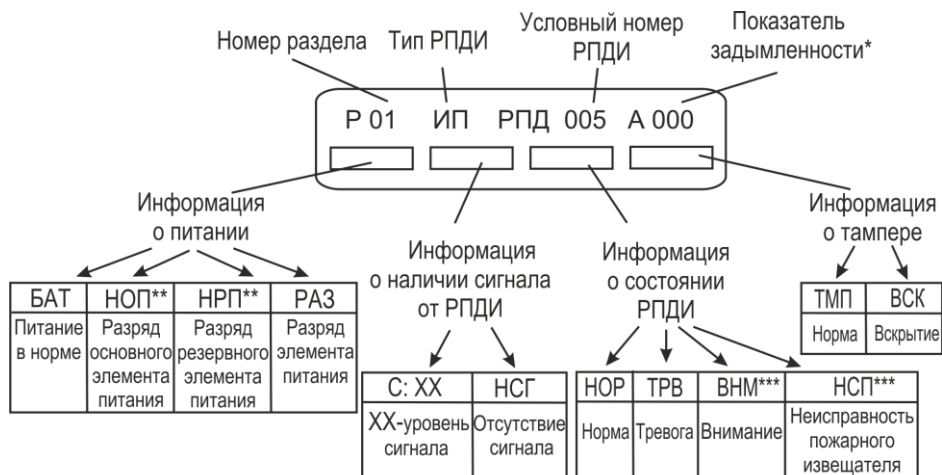 Номер раздела
Тип РПДИ
Условный номер
РПДИ
Показатель
задымленности*
Р 01 ИП РПД 005 А 000
Информация
о питании
Информация
о наличии сигнала
от РПДИ
Информация
о состоянии
РПДИ
Информация
о тампере
БАТ НОП** НРП** РАЗ
Питание
в норме
Разряд
основного
элемента
питания
Разряд
резервного
элемента
питания
Разряд
элемента
питания
С: ХХ НСГ
ХХ-уровень
сигнала
Отсутствие
сигнала
НОР ТРВ ВНМ*** НСП***
Норма Тревога Внимание
Неисправность
пожарного
извещателя
ТМП ВСК
Норма Вскрытие